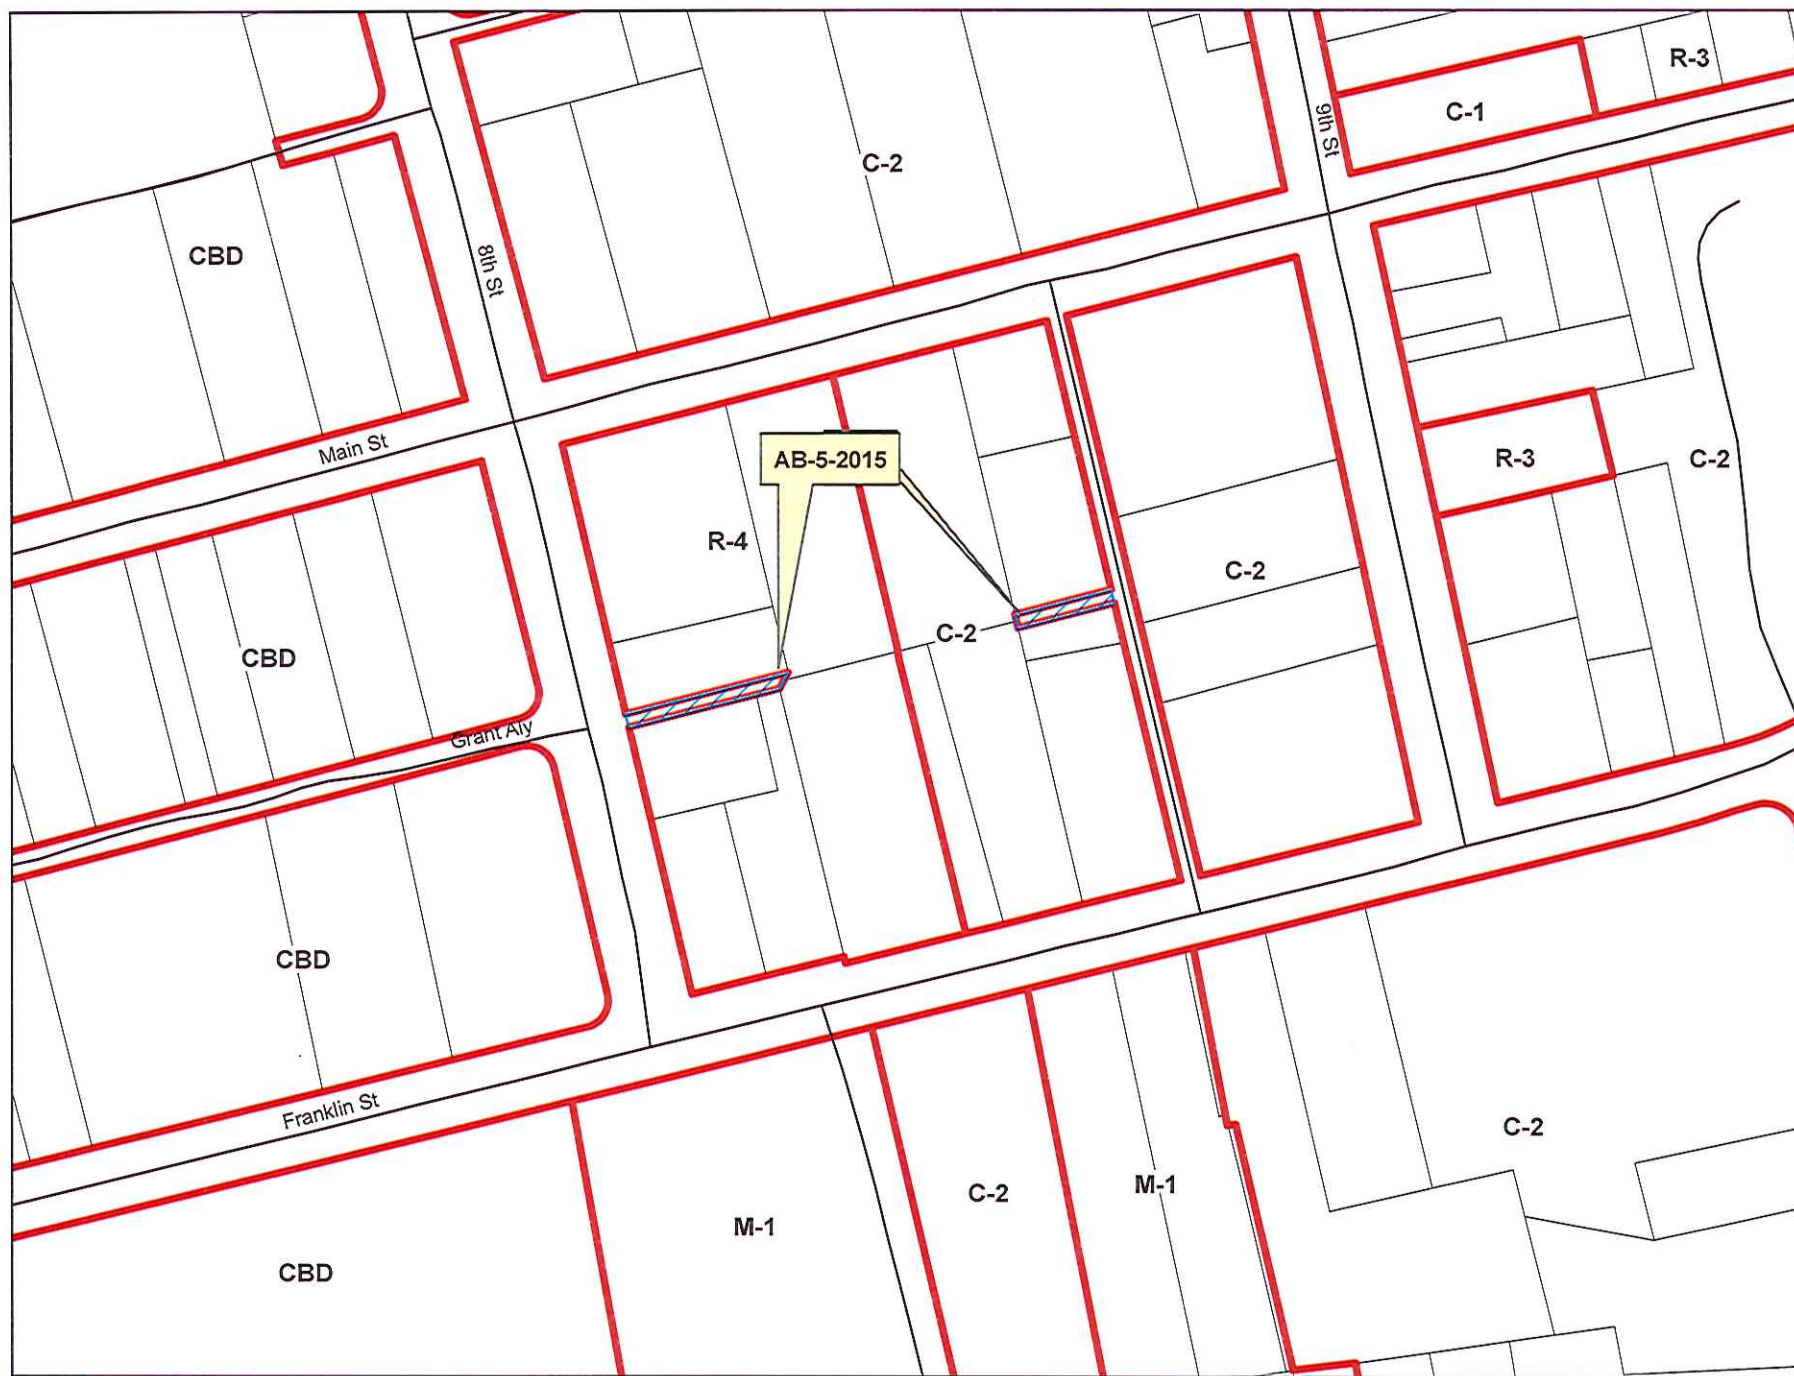 R-3
C-1
9th St
C-2
CBD
8th St
Main St
AB-5-2015
R-3
C-2
R-4
C-2
C-2
CBD
Grant Aly
CBD
Franklin St
C-2
M-1
C-2
M-1
CBD